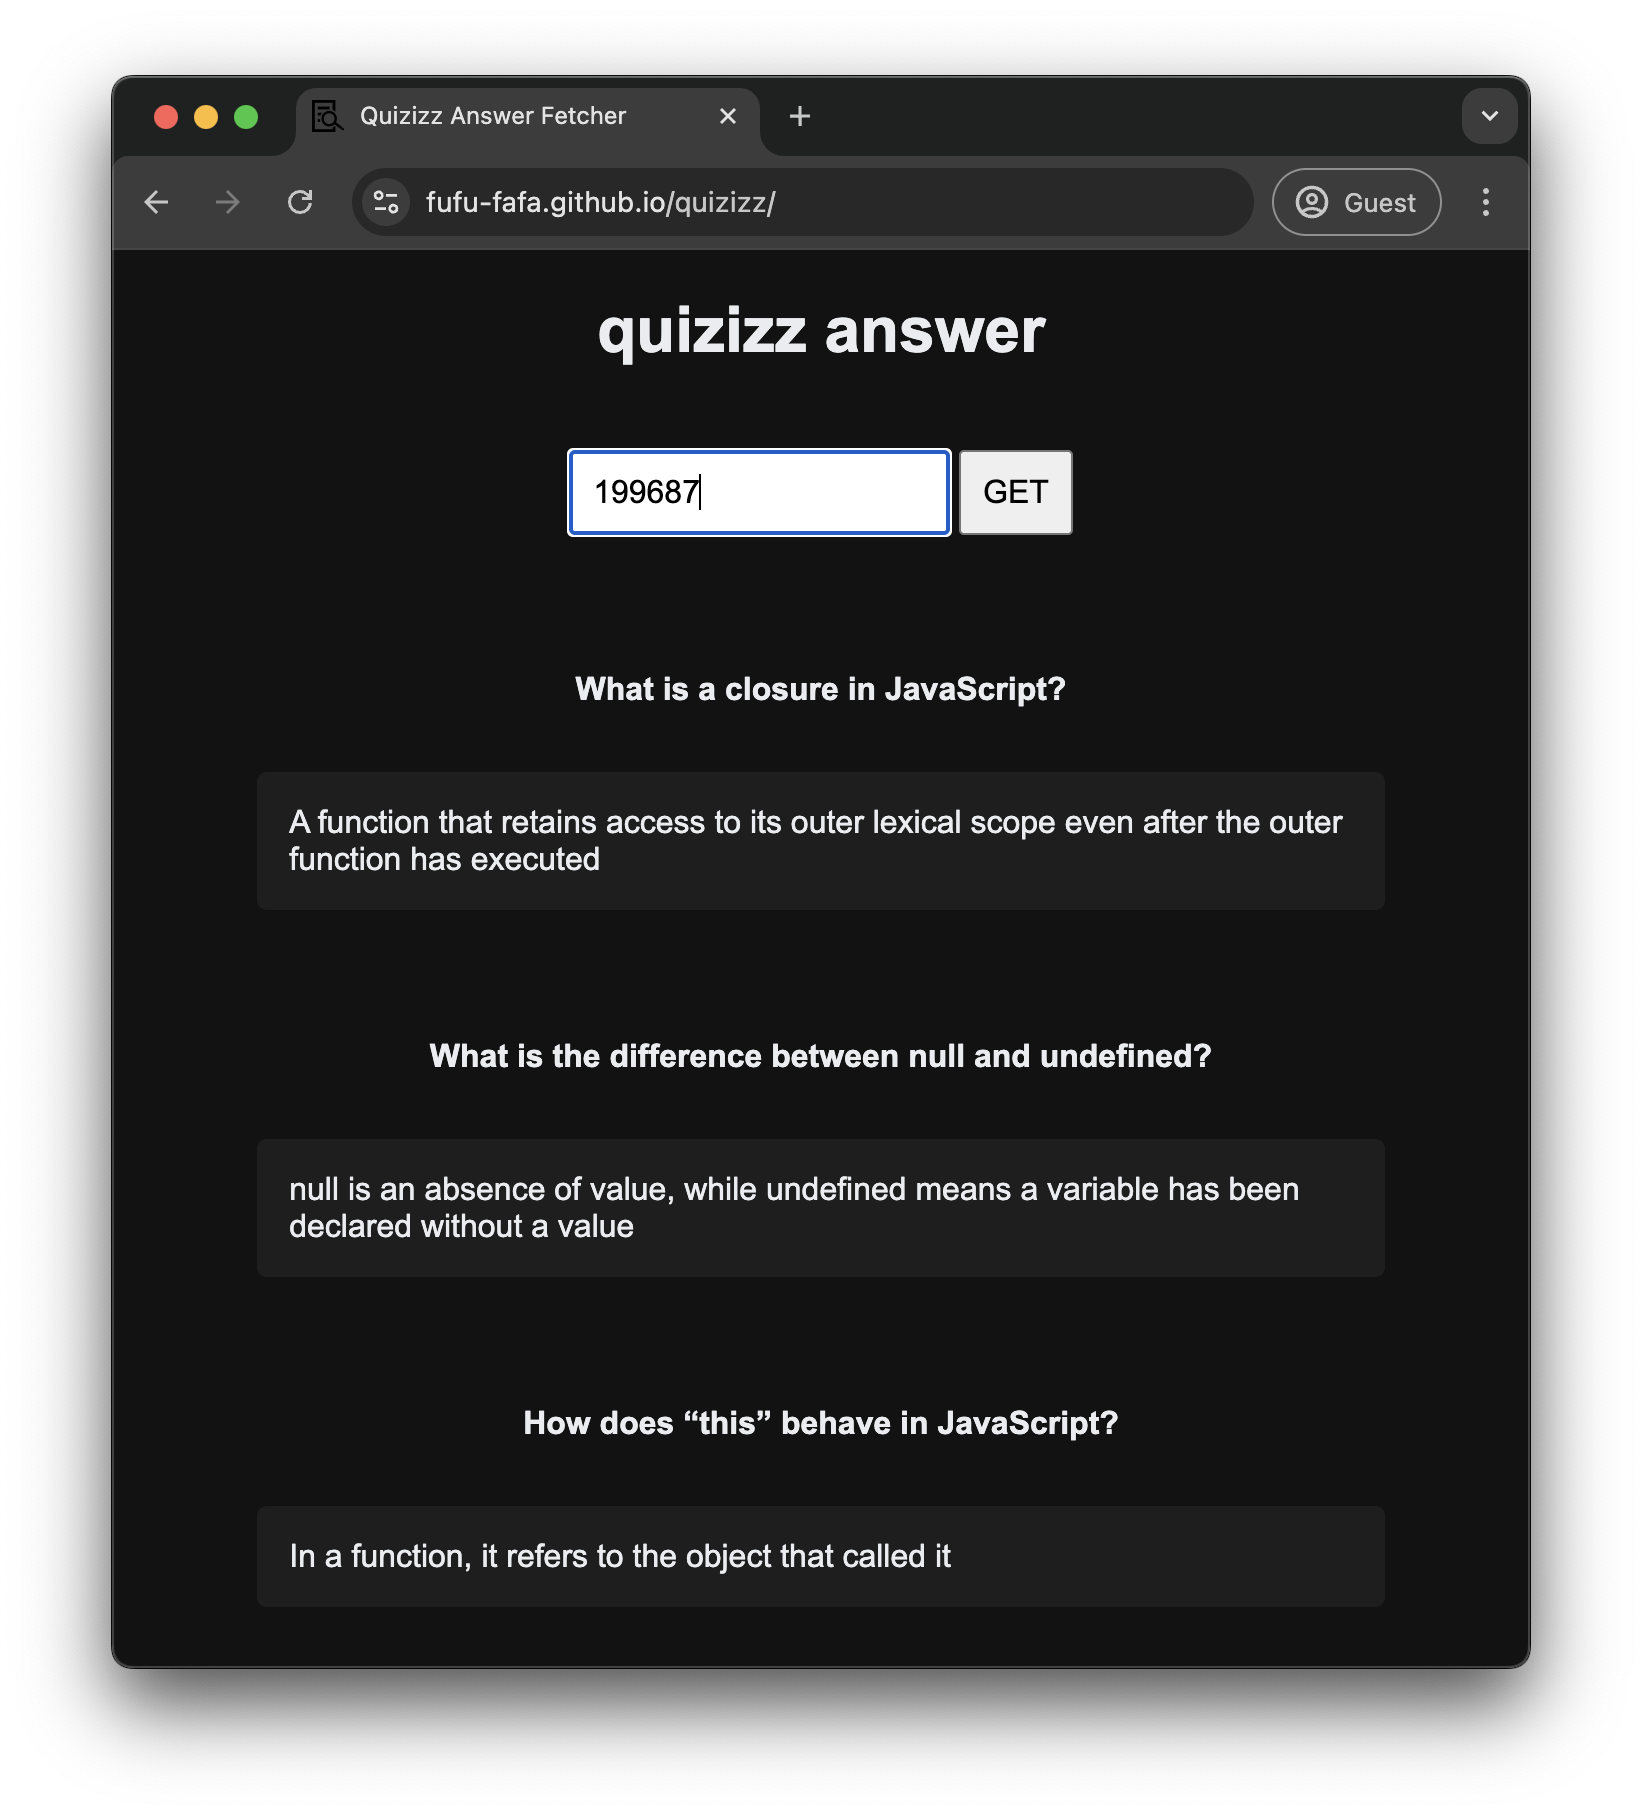 Quizizz Answer Fetcher
fufu-fafa.github.io/quizizz/
Guest
quizizz answer
199687
GET
What is a closure in JavaScript?
A function that retains access to its outer lexical scope even after the outer
function has executed
What is the difference between null and undefined?
null is an absence of value, while undefined means a variable has been
declared without a value
How does “this” behave in JavaScript?
In a function, it refers to the object that called it